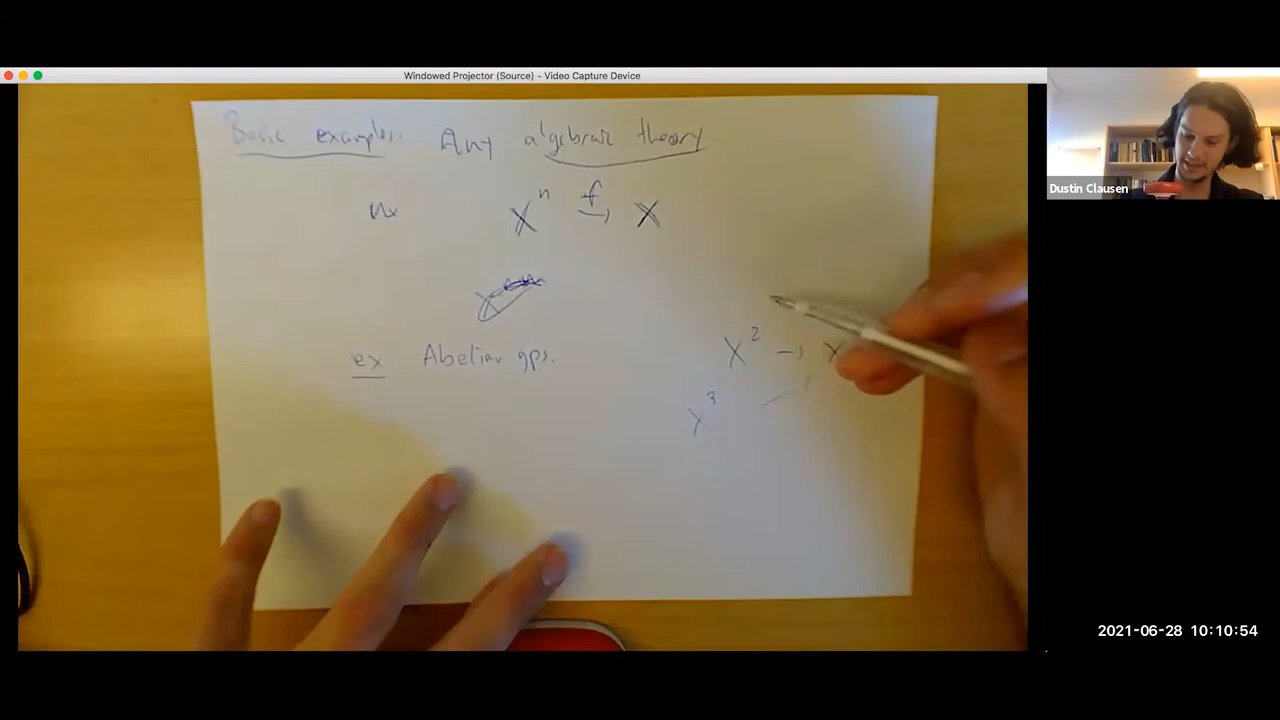 Windowed Projector (Source) - Video Capture Device
Basic examples. Any algebraic theory
X^n →^f X
ex Abelian gps.
X^2 → X
X^3
Dustin Clausen
2021-06-28 10:10:54